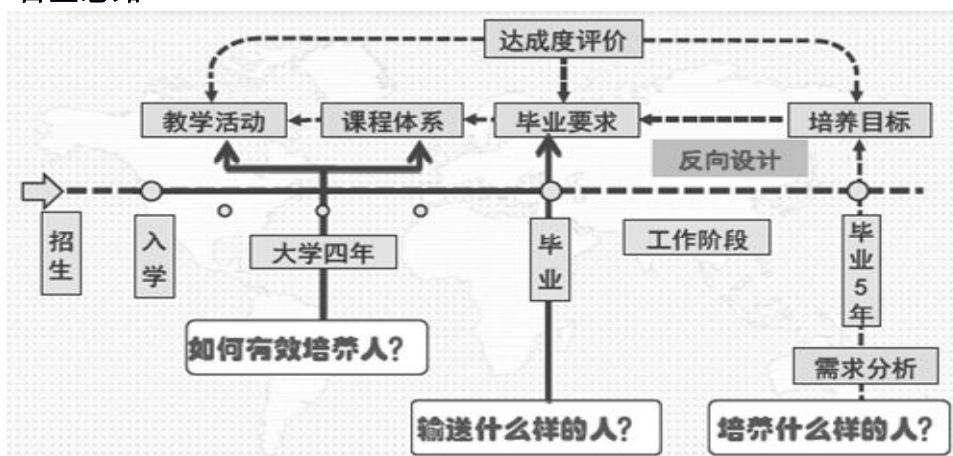 达成度评价
教学活动
课程体系
毕业要求
培养目标
反向设计
招生
入学
大学四年
毕业
工作阶段
毕业5年
如何有效培养人?
需求分析
输送什么样的人?
培养什么样的人?